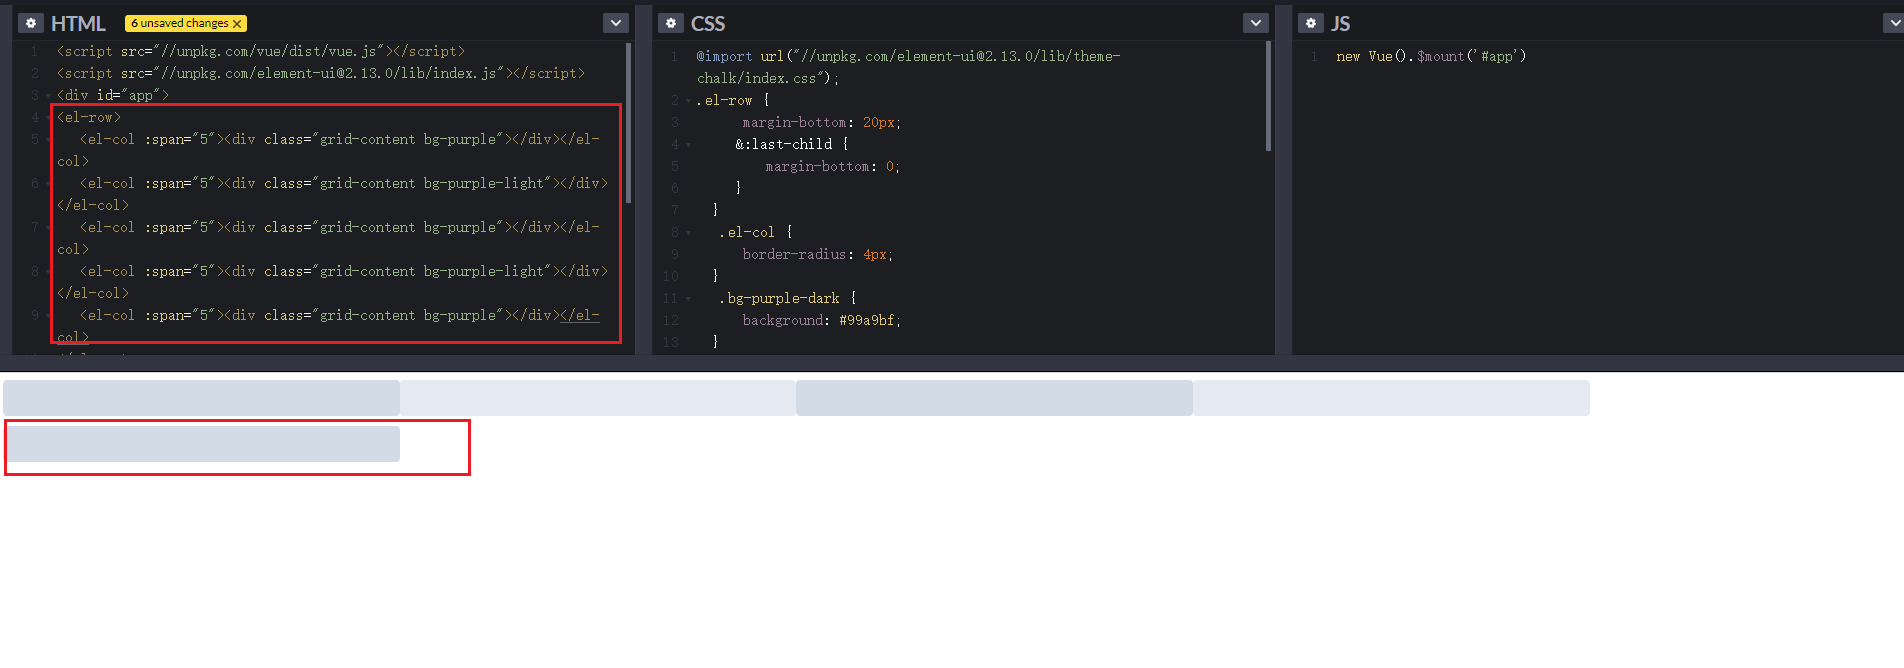 HTML
6 unsaved changes ×
1 <script src="//unpkg.com/vue/dist/vue.js"></script>
2 <script src="//unpkg.com/element-ui@2.13.0/lib/index.js"></script>
3 <div id="app">
4 <el-row>
5 <el-col :span="5"><div class="grid-content bg-purple"></div></el-
col>
6 <el-col :span="5"><div class="grid-content bg-purple-light"></div>
</el-col>
7 <el-col :span="5"><div class="grid-content bg-purple"></div></el-
col>
8 <el-col :span="5"><div class="grid-content bg-purple-light"></div>
</el-col>
9 <el-col :span="5"><div class="grid-content bg-purple"></div></el-
col>
CSS
1 @import url("//unpkg.com/element-ui@2.13.0/lib/theme-
chalk/index.css");
2 .el-row {
3 margin-bottom: 20px;
4 &:last-child {
5 margin-bottom: 0;
6 }
7 }
8 .el-col {
9 border-radius: 4px;
10 }
11 .bg-purple-dark {
12 background: #99a9bf;
13 }
JS
1 new Vue().$mount('#app')